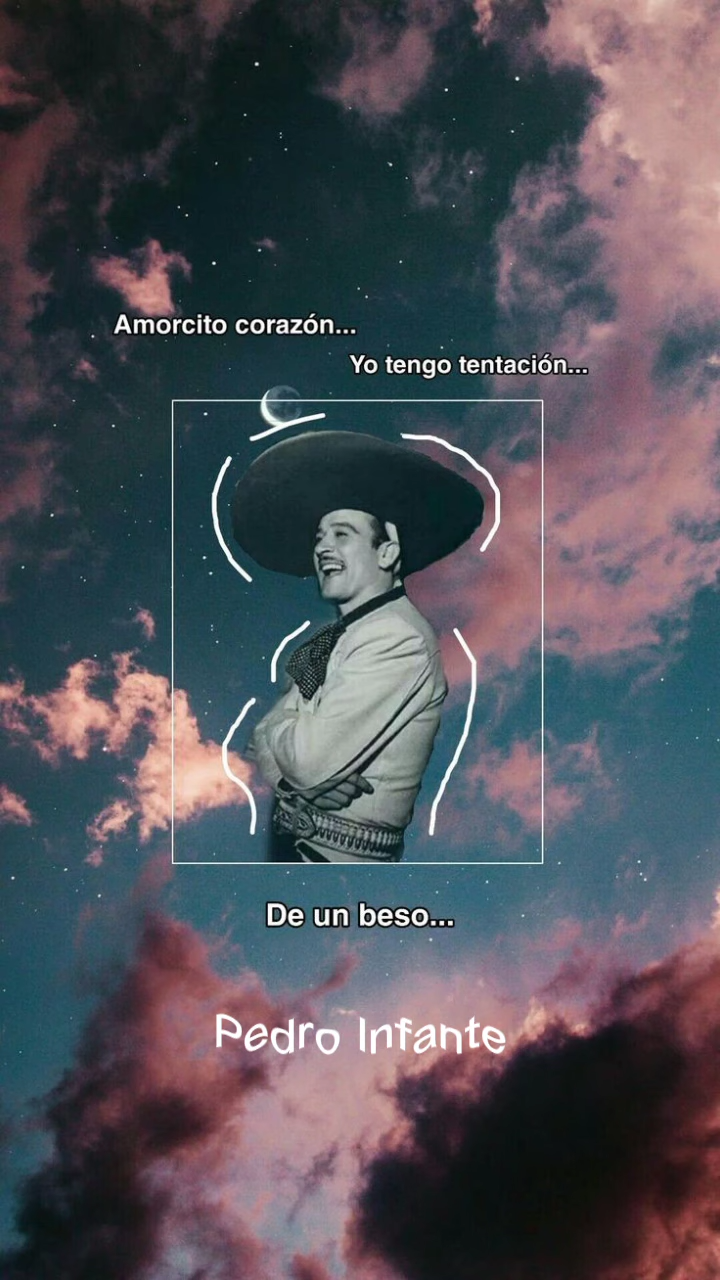 Amorcito corazón...
Yo tengo tentación...
De un beso...
Pedro Infante